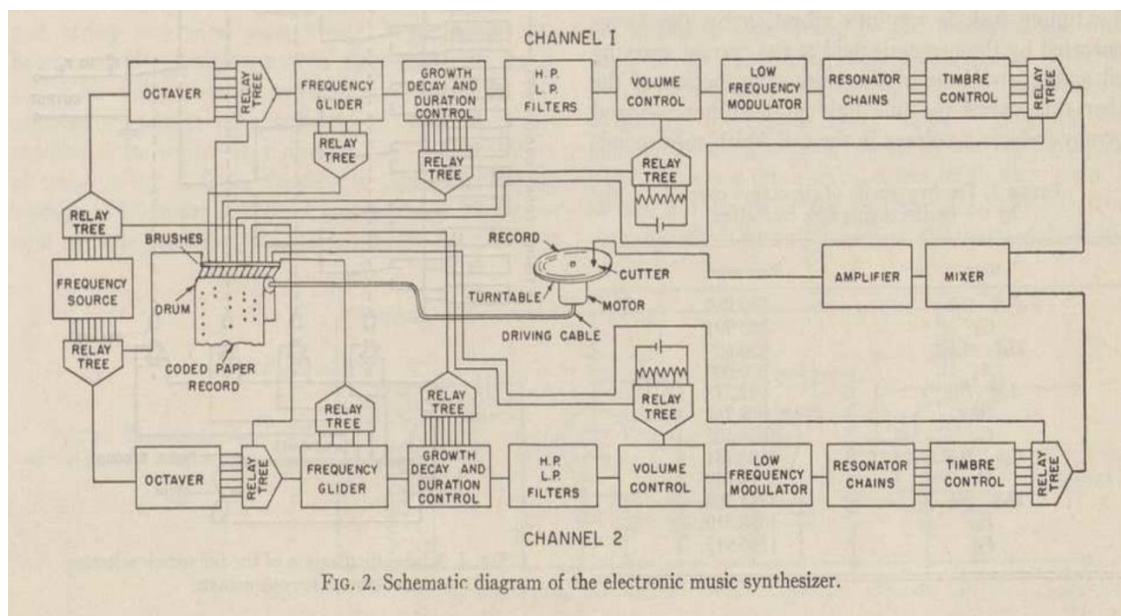 CHANNEL I
OCTAVER
RELAY
TREE
FREQUENCY
GLIDER
RELAY
TREE
GROWTH
DECAY AND
DURATION
CONTROL
RELAY
TREE
H. P.
L. P.
FILTERS
VOLUME
CONTROL
RELAY
TREE
LOW
FREQUENCY
MODULATOR
RESONATOR
CHAINS
TIMBRE
CONTROL
RELAY
TREE
RELAY
TREE
BRUSHES
FREQUENCY
SOURCE
DRUM
RELAY
TREE
CODED PAPER
RECORD
RECORD
CUTTER
TURNTABLE
MOTOR
DRIVING CABLE
AMPLIFIER
MIXER
OCTAVER
RELAY
TREE
RELAY
TREE
FREQUENCY
GLIDER
RELAY
TREE
GROWTH
DECAY AND
DURATION
CONTROL
H. P.
L. P.
FILTERS
RELAY
TREE
VOLUME
CONTROL
LOW
FREQUENCY
MODULATOR
RESONATOR
CHAINS
TIMBRE
CONTROL
RELAY
TREE
CHANNEL 2
FIG. 2. Schematic diagram of the electronic music synthesizer.